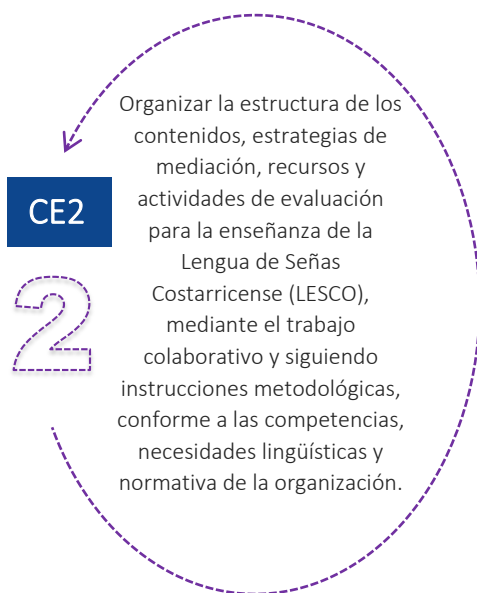 Organizar la estructura de los
contenidos, estrategias de
mediación, recursos y
actividades de evaluación
para la enseñanza de la
Lengua de Señas
Costarricense (LESCO),
mediante el trabajo
colaborativo y siguiendo
instrucciones metodológicas,
conforme a las competencias,
necesidades lingüísticas y
normativa de la organización.
CE2
2